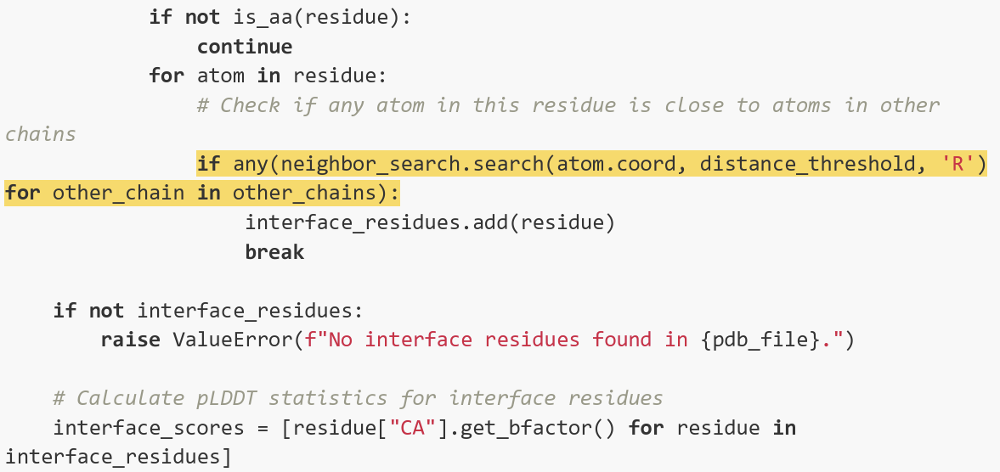 if not is_aa(residue):
                continue
            for atom in residue:
                # Check if any atom in this residue is close to atoms in other
chains
                if any(neighbor_search.search(atom.coord, distance_threshold, 'R')
for other_chain in other_chains):
                    interface_residues.add(residue)
                    break

    if not interface_residues:
        raise ValueError(f"No interface residues found in {pdb_file}.")

    # Calculate pLDDT statistics for interface residues
    interface_scores = [residue["CA"].get_bfactor() for residue in
interface_residues]